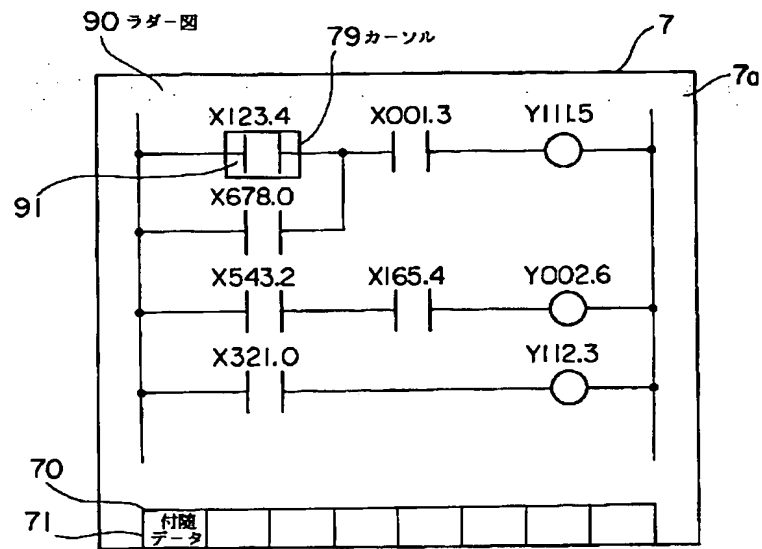 90 ラダー図
79 カーソル
7
7a
X123.4
X001.3
Y111.5
91
X678.0
X543.2
X165.4
Y002.6
X321.0
Y112.3
70
71
付随
データ